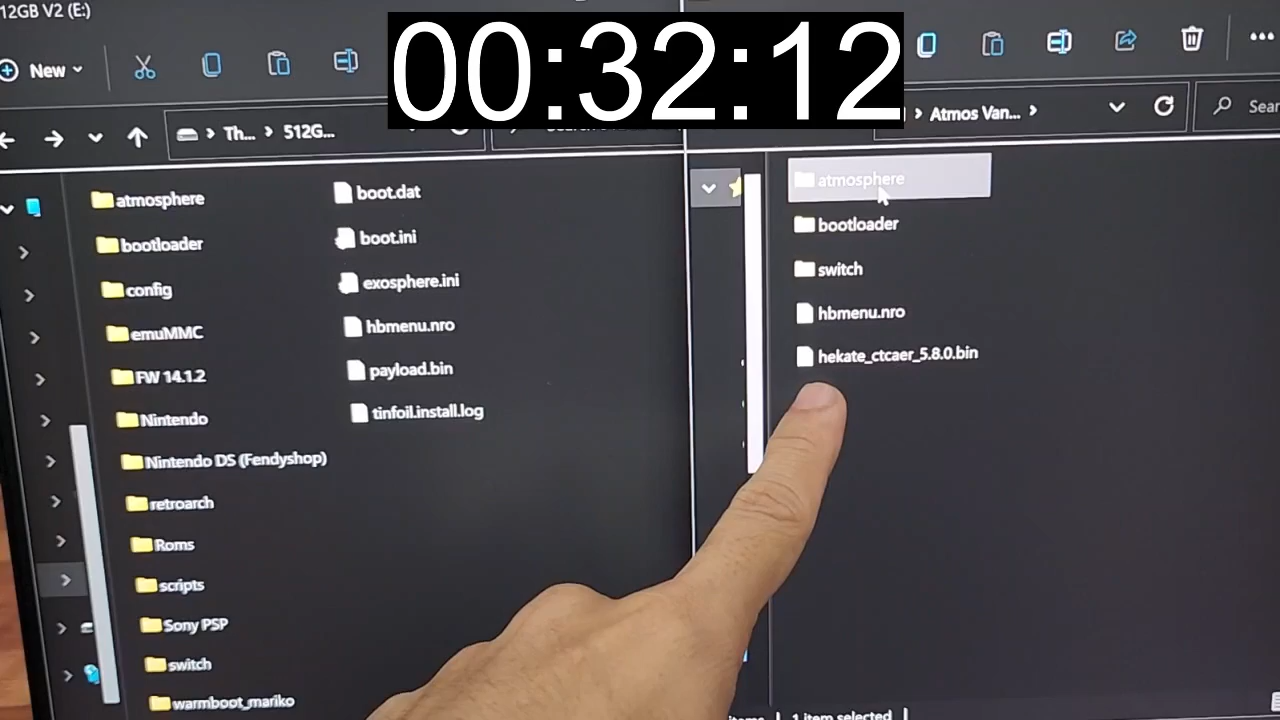 12GB V2 (E:)
00:32:12
New
Th... 512G...
Atmos Van...
Sear
atmosphere
bootloader
config
emuMMC
FW 14.1.2
Nintendo
Nintendo DS (Fendyshop)
retroarch
Roms
scripts
Sony PSP
switch
warmboot_mariko
boot.dat
boot.ini
exosphere.ini
hbmenu.nro
payload.bin
tinfoil.install.log
atmosphere
bootloader
switch
hbmenu.nro
hekate_ctcaer_5.8.0.bin
1 item selected